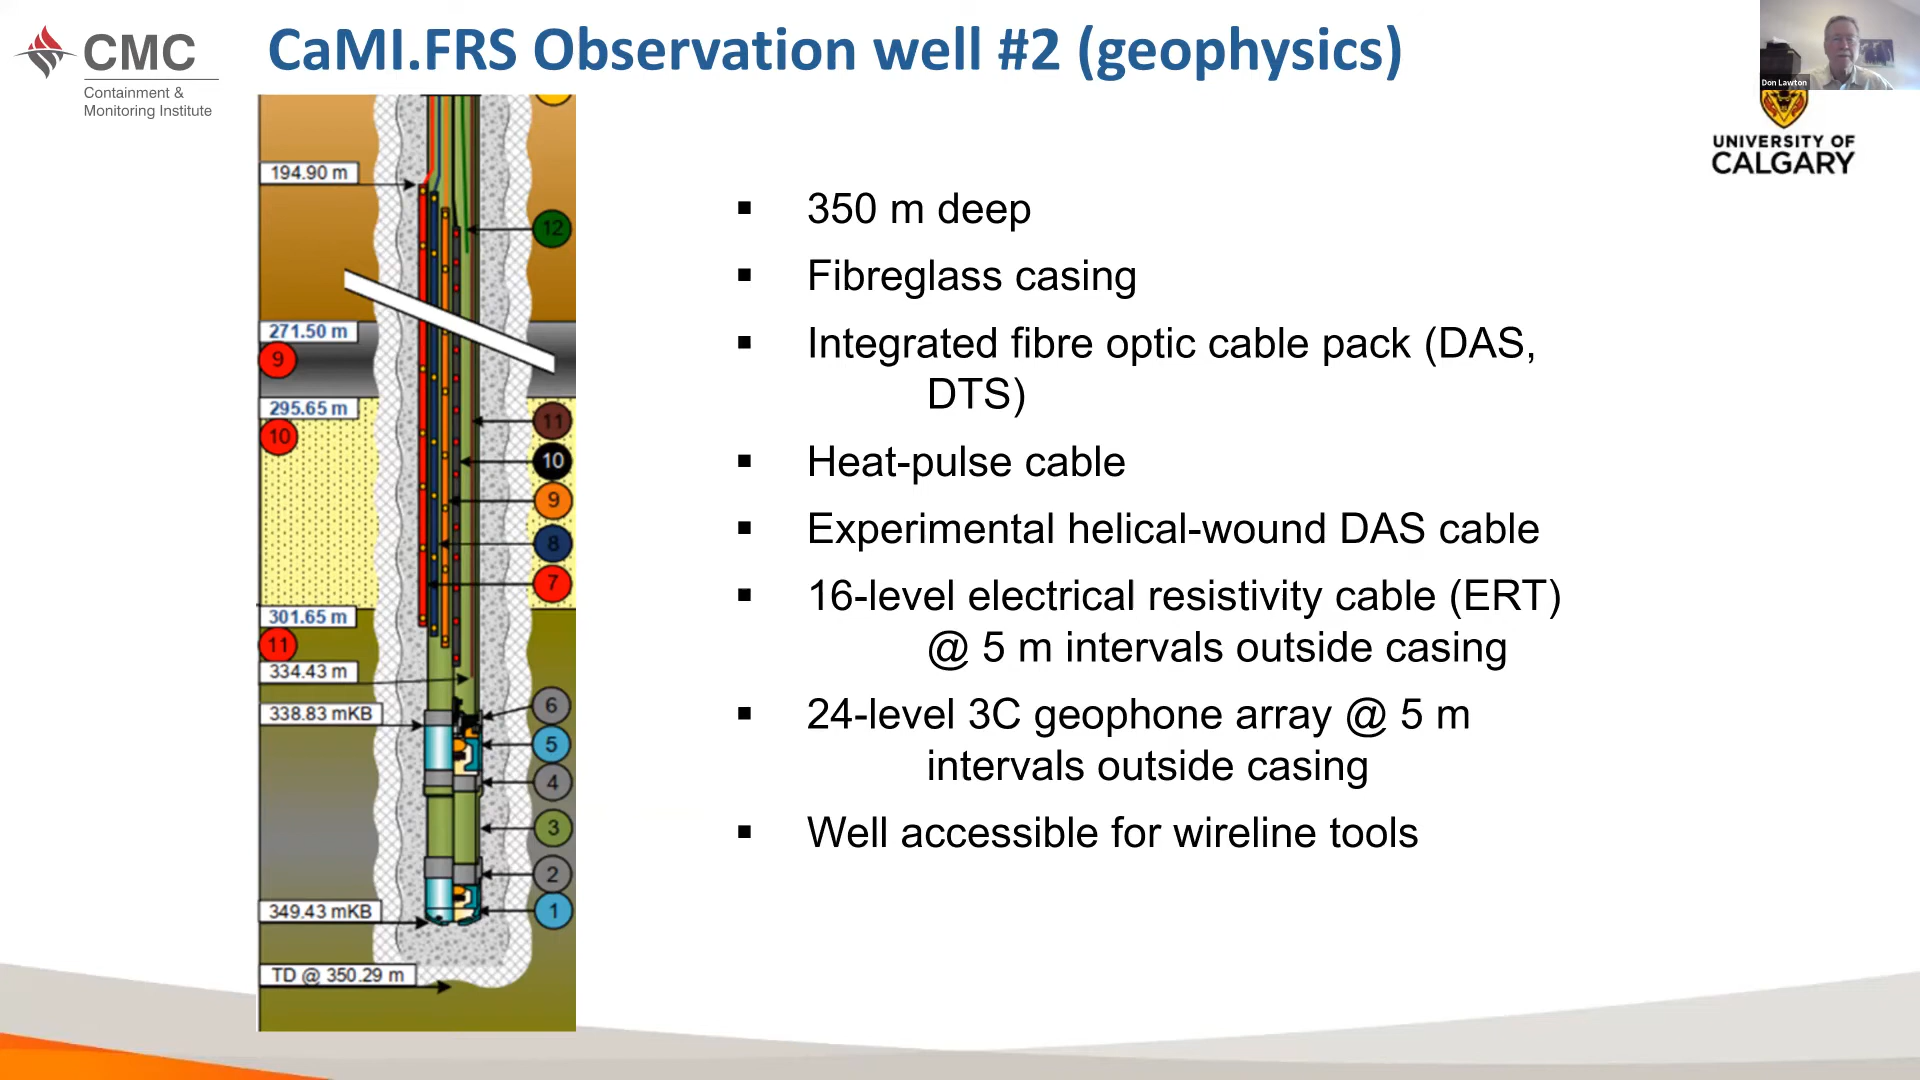 CMC
Containment &
Monitoring Institute
CaMI.FRS Observation well #2 (geophysics)
Don Lawton
UNIVERSITY OF
CALGARY
194.90 m
12
271.50 m
9
295.65 m
10
11
10
9
8
7
301.65 m
11
334.43 m
338.83 mKB
6
5
4
3
2
349.43 mKB
1
TD @ 350.29 m
▪ 350 m deep
▪ Fibreglass casing
▪ Integrated fibre optic cable pack (DAS,
DTS)
▪ Heat-pulse cable
▪ Experimental helical-wound DAS cable
▪ 16-level electrical resistivity cable (ERT)
@ 5 m intervals outside casing
▪ 24-level 3C geophone array @ 5 m
intervals outside casing
▪ Well accessible for wireline tools